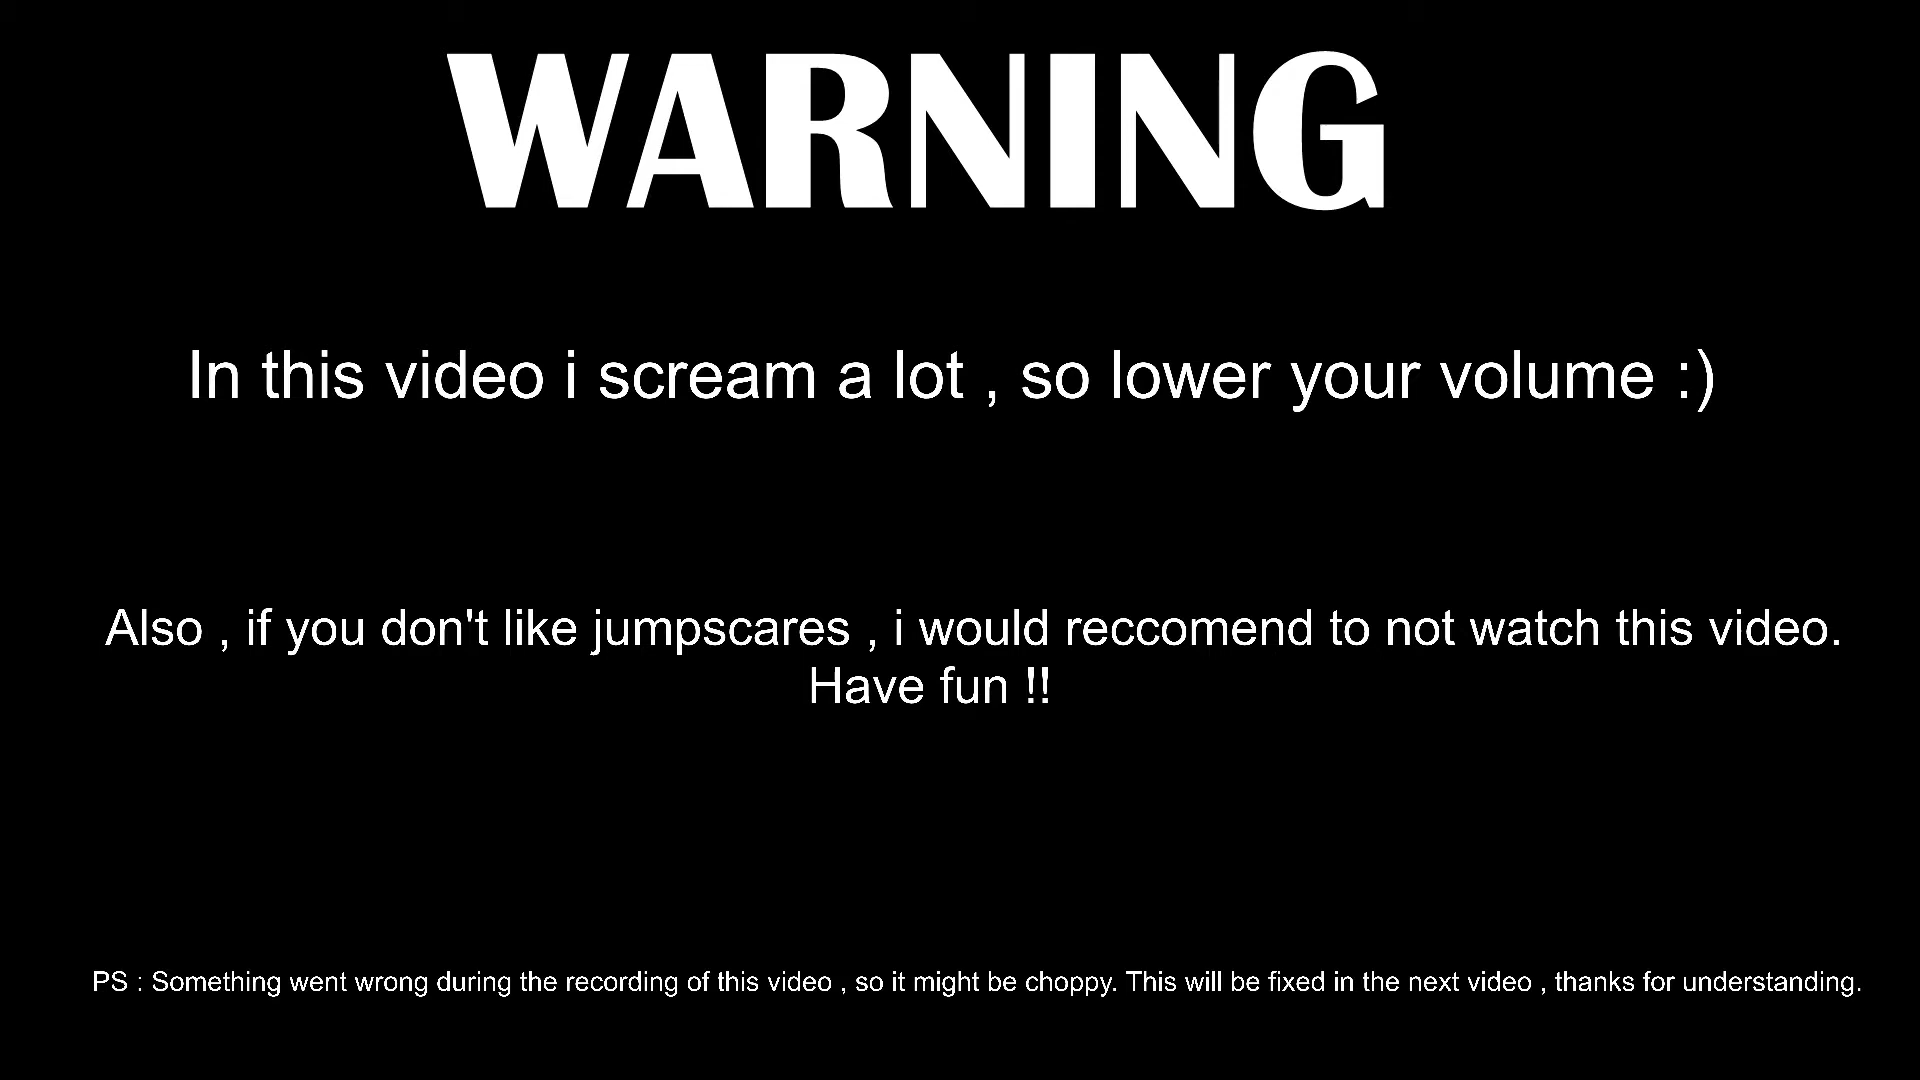 WARNING
In this video i scream a lot , so lower your volume :)
Also , if you don't like jumpscares , i would reccomend to not watch this video.
Have fun !!
PS : Something went wrong during the recording of this video , so it might be choppy. This will be fixed in the next video , thanks for understanding.